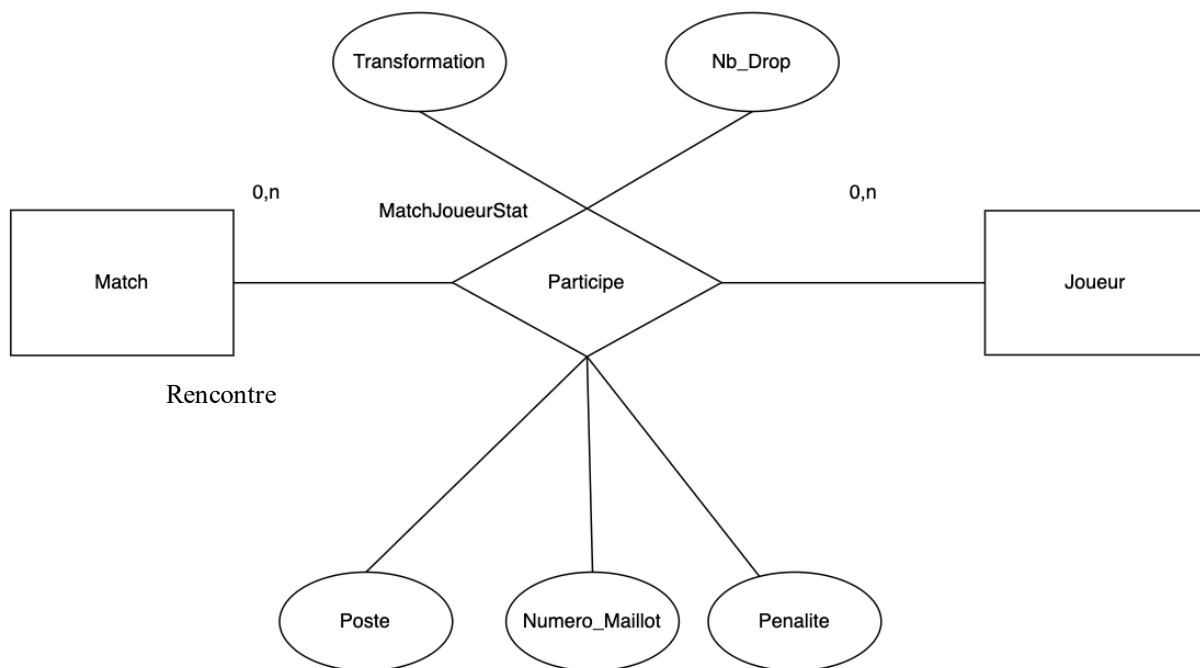 Transformation
Nb_Drop
0,n
0,n
MatchJoueurStat
Match
Participe
Joueur
Rencontre
Poste
Numero_Maillot
Penalite